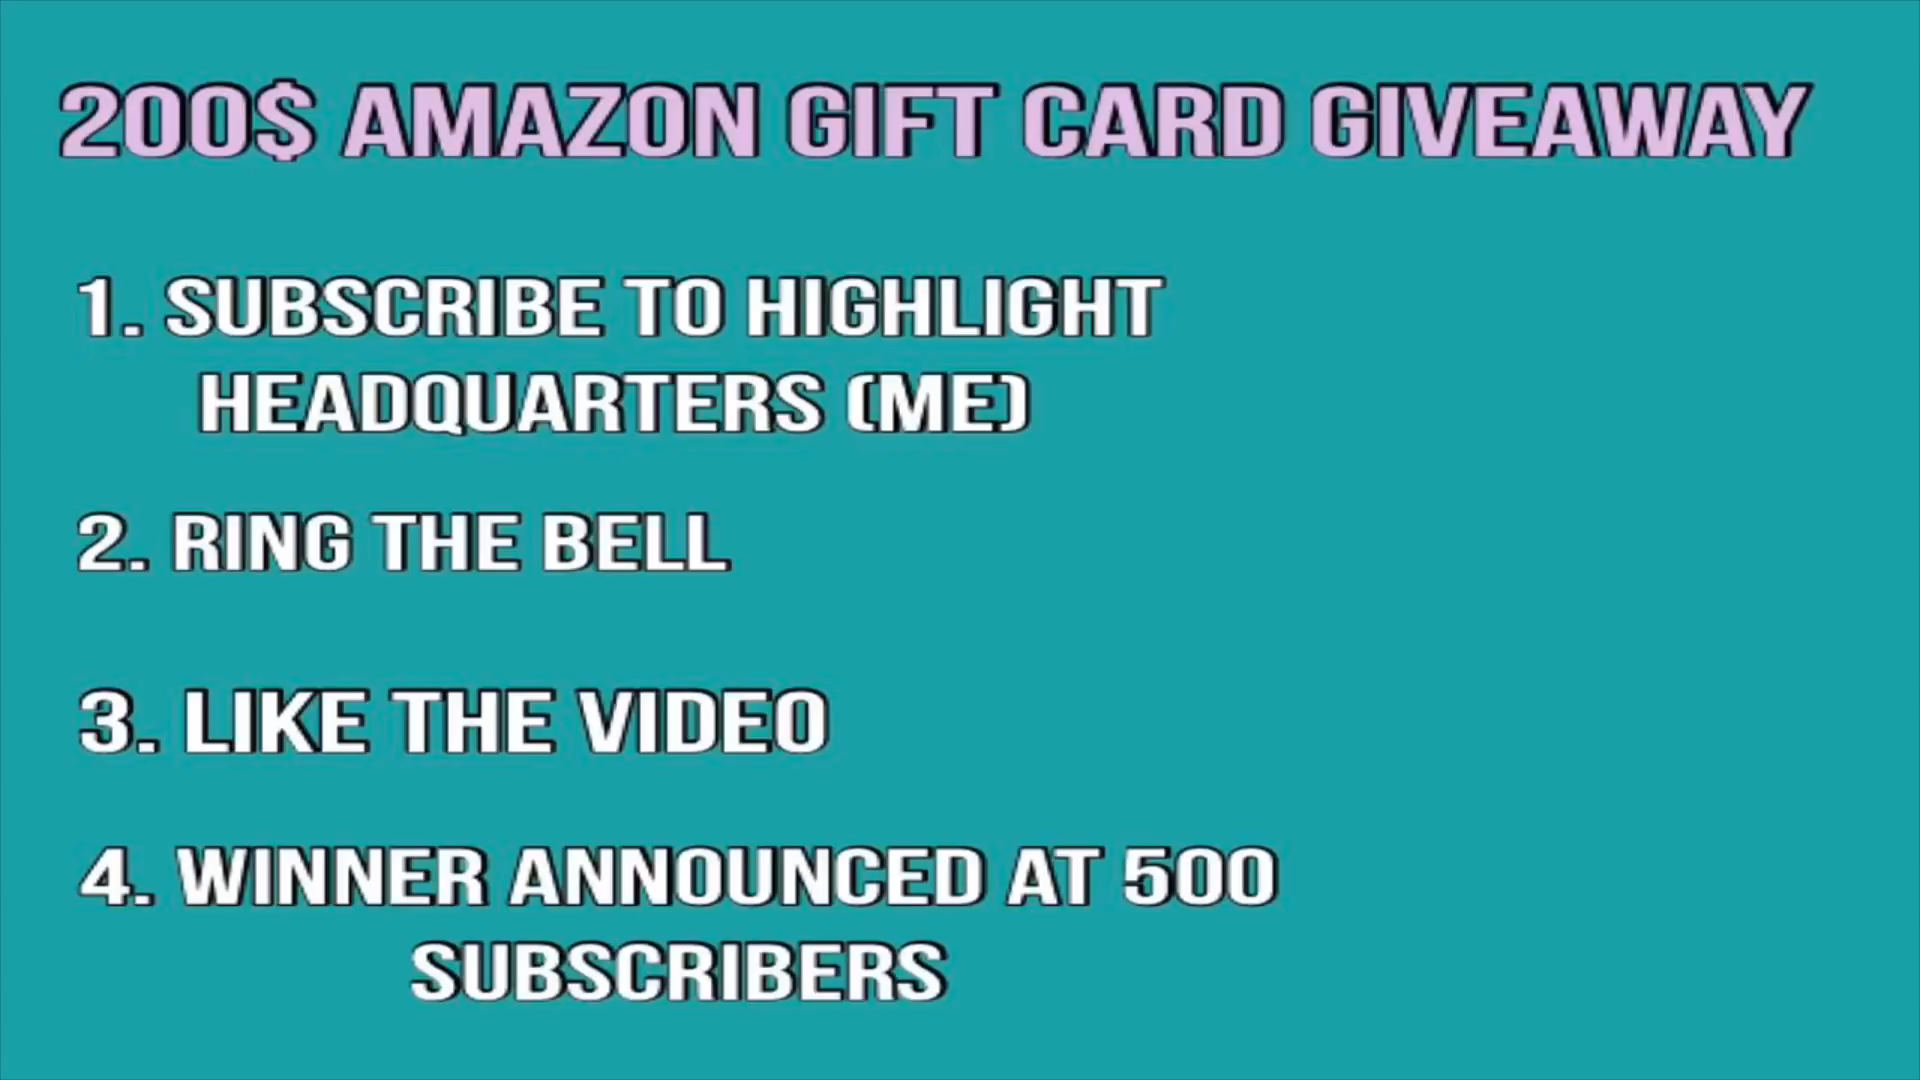 200$ AMAZON GIFT CARD GIVEAWAY
1. SUBSCRIBE TO HIGHLIGHT
HEADQUARTERS (ME)
2. RING THE BELL
3. LIKE THE VIDEO
4. WINNER ANNOUNCED AT 500
SUBSCRIBERS